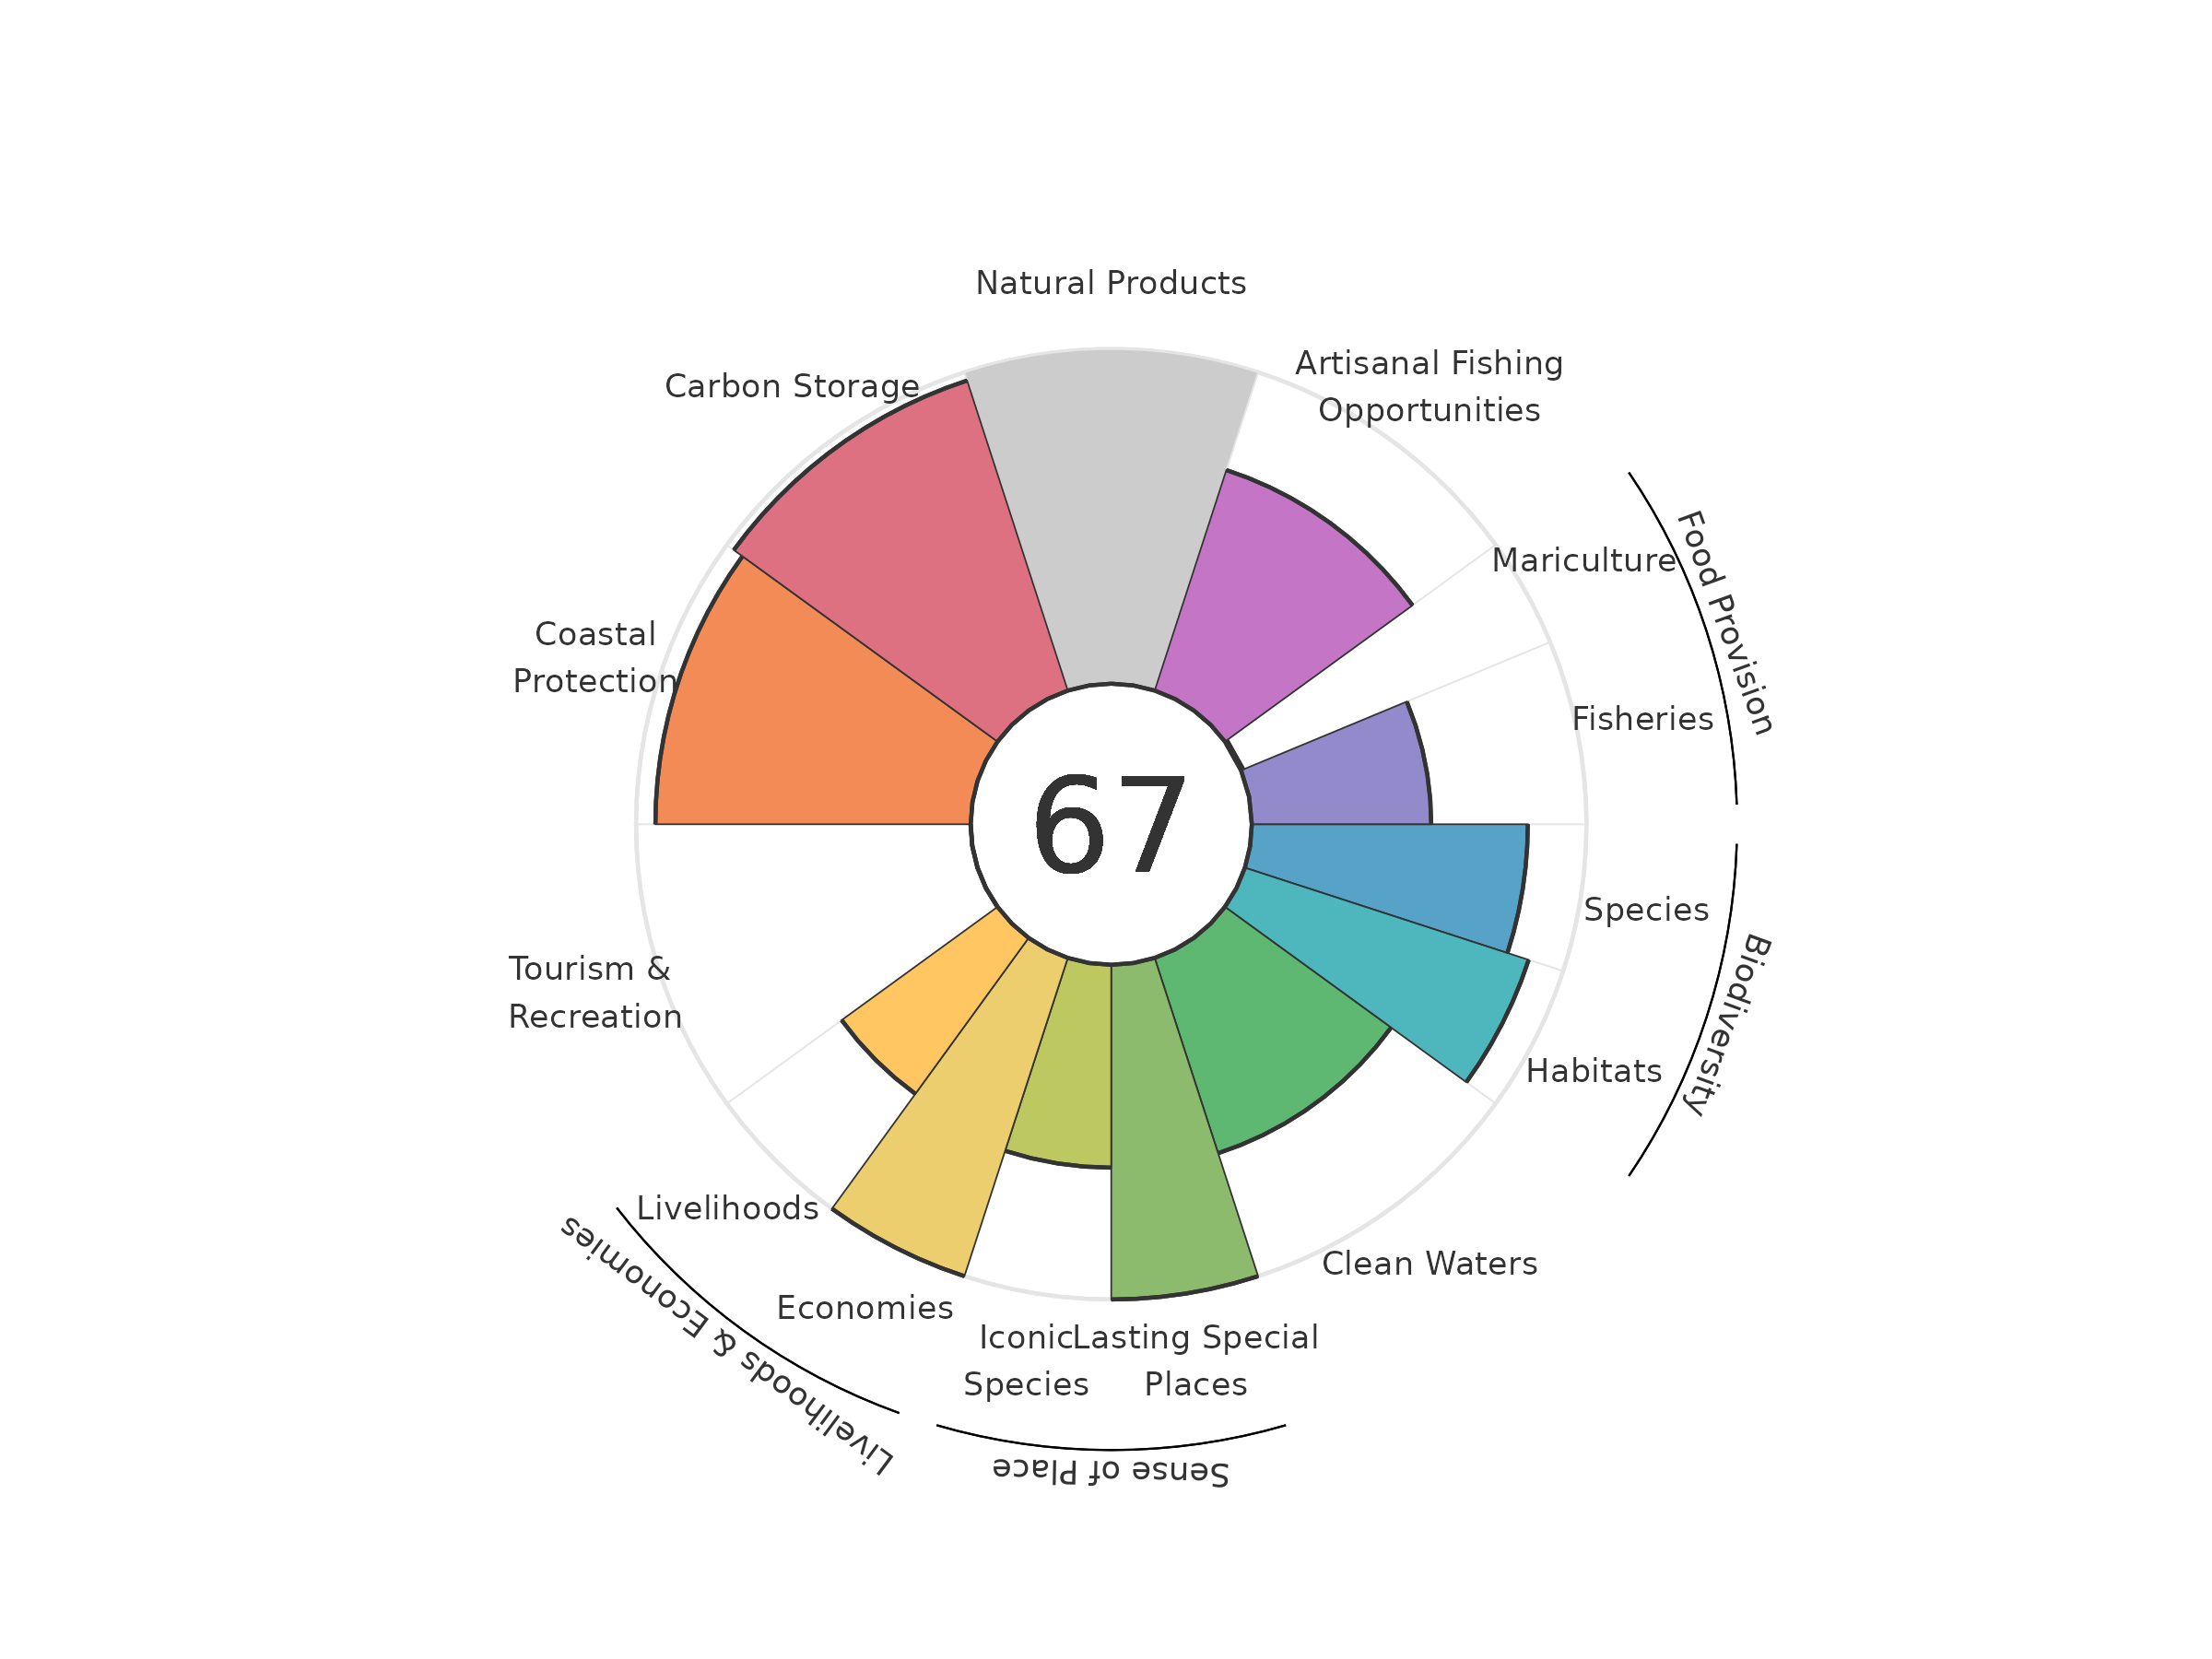 Natural Products
Artisanal Fishing
Opportunities
Carbon Storage
Mariculture
Food Provision
Coastal
Protection
Fisheries
67
Species
Biodiversity
Tourism &
Recreation
Habitats
Livelihoods
Clean Waters
Livelihoods & Economies
Economies
Iconic
Species
Lasting Special
Places
Sense of Place